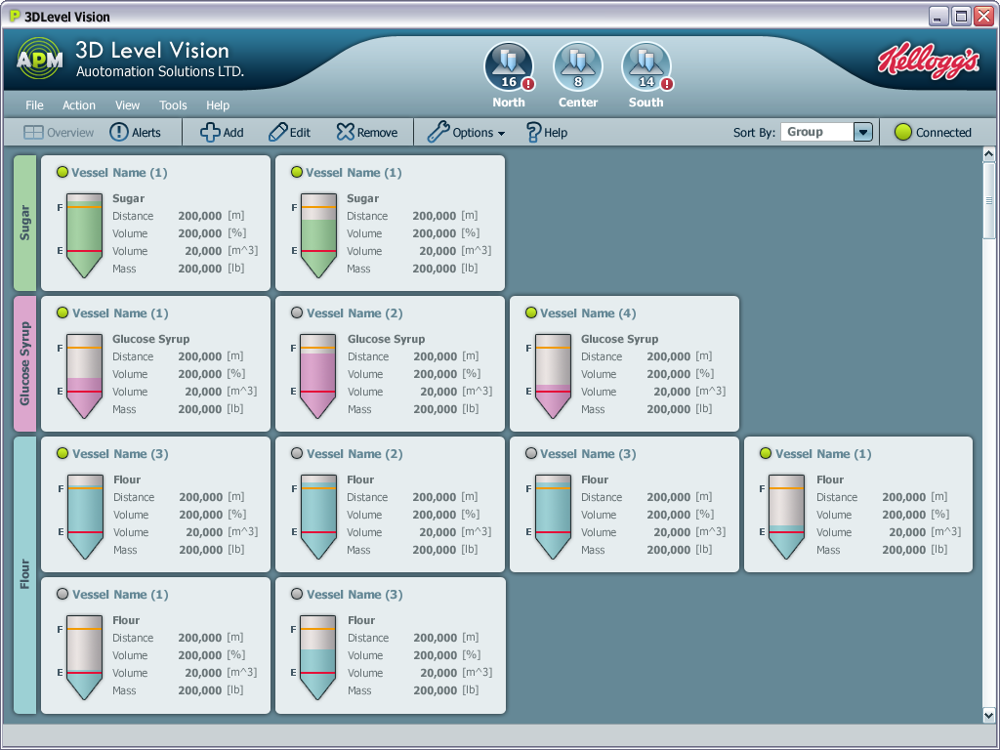 3DLevel Vision
APM
3D Level Vision
Auotomation Solutions LTD.
16
8
14
North
Center
South
Kellogg's
File Action View Tools Help
Overview Alerts Add Edit Remove Options Help Sort By: Group Connected
Sugar
Vessel Name (1)
F
E
Sugar
Distance 200,000 [m]
Volume 200,000 [%]
Volume 20,000 [m^3]
Mass 200,000 [lb]
Vessel Name (1)
F
E
Sugar
Distance 200,000 [m]
Volume 200,000 [%]
Volume 20,000 [m^3]
Mass 200,000 [lb]
Glucose Syrup
Vessel Name (1)
F
E
Glucose Syrup
Distance 200,000 [m]
Volume 200,000 [%]
Volume 20,000 [m^3]
Mass 200,000 [lb]
Vessel Name (2)
F
E
Glucose Syrup
Distance 200,000 [m]
Volume 200,000 [%]
Volume 20,000 [m^3]
Mass 200,000 [lb]
Vessel Name (4)
F
E
Glucose Syrup
Distance 200,000 [m]
Volume 200,000 [%]
Volume 20,000 [m^3]
Mass 200,000 [lb]
Flour
Vessel Name (3)
F
E
Flour
Distance 200,000 [m]
Volume 200,000 [%]
Volume 20,000 [m^3]
Mass 200,000 [lb]
Vessel Name (2)
F
E
Flour
Distance 200,000 [m]
Volume 200,000 [%]
Volume 20,000 [m^3]
Mass 200,000 [lb]
Vessel Name (3)
F
E
Flour
Distance 200,000 [m]
Volume 200,000 [%]
Volume 20,000 [m^3]
Mass 200,000 [lb]
Vessel Name (1)
F
E
Flour
Distance 200,000 [m]
Volume 200,000 [%]
Volume 20,000 [m^3]
Mass 200,000 [lb]
Vessel Name (1)
F
E
Flour
Distance 200,000 [m]
Volume 200,000 [%]
Volume 20,000 [m^3]
Mass 200,000 [lb]
Vessel Name (3)
F
E
Flour
Distance 200,000 [m]
Volume 200,000 [%]
Volume 20,000 [m^3]
Mass 200,000 [lb]